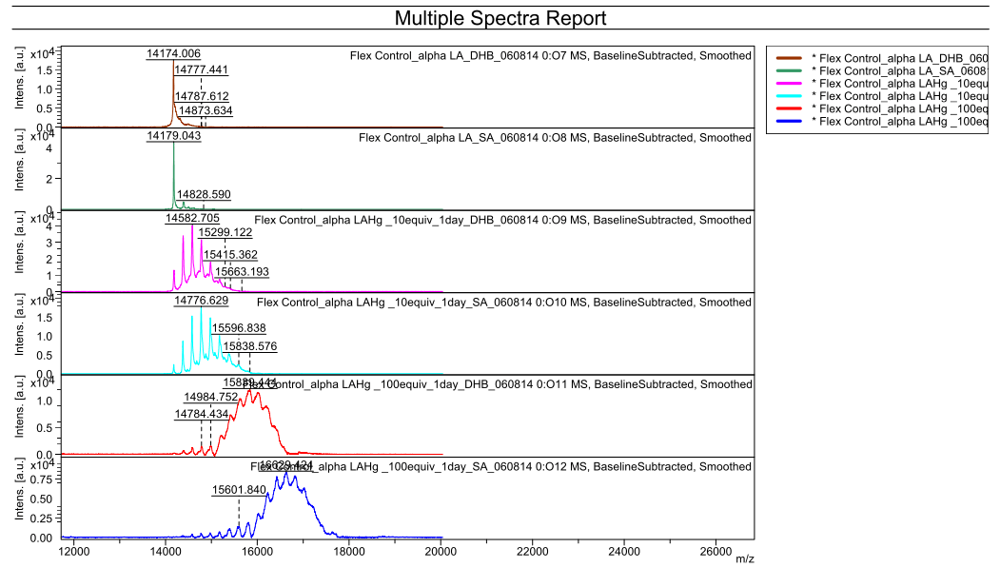 Multiple Spectra Report
Intens. [a.u.]
x10⁴
1.5
1.0
0.5
0.0
14174.006
14777.441
14787.612
14873.634
Flex Control_alpha LA_DHB_060814 0:O7 MS, BaselineSubtracted, Smoothed
Intens. [a.u.]
x10⁴
4
2
0
14179.043
14828.590
Flex Control_alpha LA_SA_060814 0:O8 MS, BaselineSubtracted, Smoothed
Intens. [a.u.]
x10⁴
4
3
2
1
0
14582.705
15299.122
15415.362
15663.193
Flex Control_alpha LAHg _10equiv_1day_DHB_060814 0:O9 MS, BaselineSubtracted, Smoothed
Intens. [a.u.]
x10⁴
1.5
1.0
0.5
0.0
14776.629
15596.838
15838.576
Flex Control_alpha LAHg _10equiv_1day_SA_060814 0:O10 MS, BaselineSubtracted, Smoothed
Intens. [a.u.]
x10⁴
1.0
0.5
0.0
14984.752
14784.434
Flex Control_alpha LAHg _100equiv_1day_DHB_060814 0:O11 MS, BaselineSubtracted, Smoothed
Intens. [a.u.]
x10⁴
0.75
0.50
0.25
0.00
15601.840
Flex Control_alpha LAHg _100equiv_1day_SA_060814 0:O12 MS, BaselineSubtracted, Smoothed
12000 14000 16000 18000 20000 22000 24000 26000
m/z
* Flex Control_alpha LA_DHB_060
* Flex Control_alpha LA_SA_0608
* Flex Control_alpha LAHg _10equ
* Flex Control_alpha LAHg _10equ
* Flex Control_alpha LAHg _100eq
* Flex Control_alpha LAHg _100eq